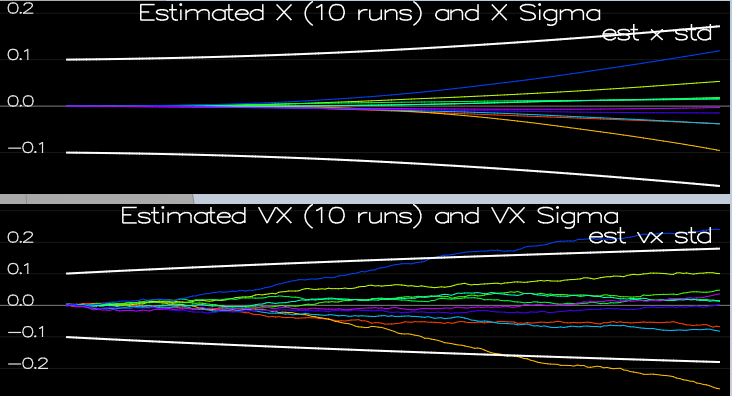 0.2
Estimated X (10 runs) and X Sigma
est x std
0.1
0.0
-0.1
Estimated VX (10 runs) and VX Sigma
est vx std
0.2
0.1
0.0
-0.1
-0.2